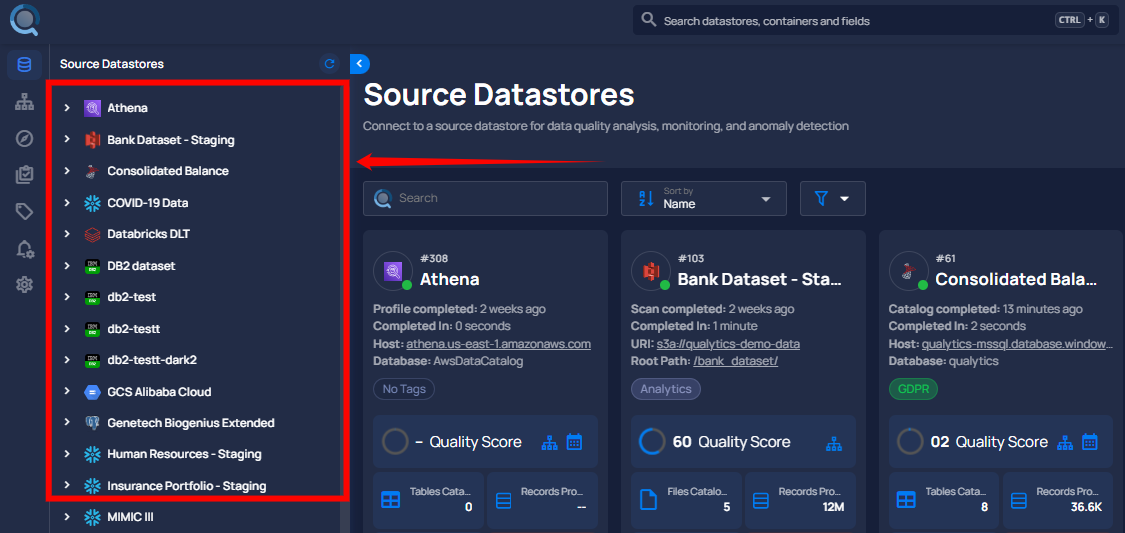 Search datastores, containers and fields
CTRL + K
Source Datastores
Athena
Bank Dataset - Staging
Consolidated Balance
COVID-19 Data
Databricks DLT
DB2 dataset
db2-test
db2-testt
db2-testt-dark2
GCS Alibaba Cloud
Genetech Biogenius Extended
Human Resources - Staging
Insurance Portfolio - Staging
MIMIC III
Source Datastores
Connect to a source datastore for data quality analysis, monitoring, and anomaly detection
Search
Sort by
Name
#308
Athena
Profile completed: 2 weeks ago
Completed In: 0 seconds
Host: athena.us-east-1.amazonaws.com
Database: AwsDataCatalog
No Tags
– Quality Score
Tables Cata...
0
Records Pro...
--
#103
Bank Dataset - Sta...
Scan completed: 2 weeks ago
Completed In: 1 minute
URI: s3a://qualytics-demo-data
Root Path: /bank_dataset/
Analytics
60 Quality Score
Files Catalo...
5
Records Pro...
12M
#61
Consolidated Bala...
Catalog completed: 13 minutes ago
Completed In: 2 seconds
Host: qualytics-mssql.database.window...
Database: qualytics
GDPR
02 Quality Score
Tables Cata...
8
Records Pro...
36.6K